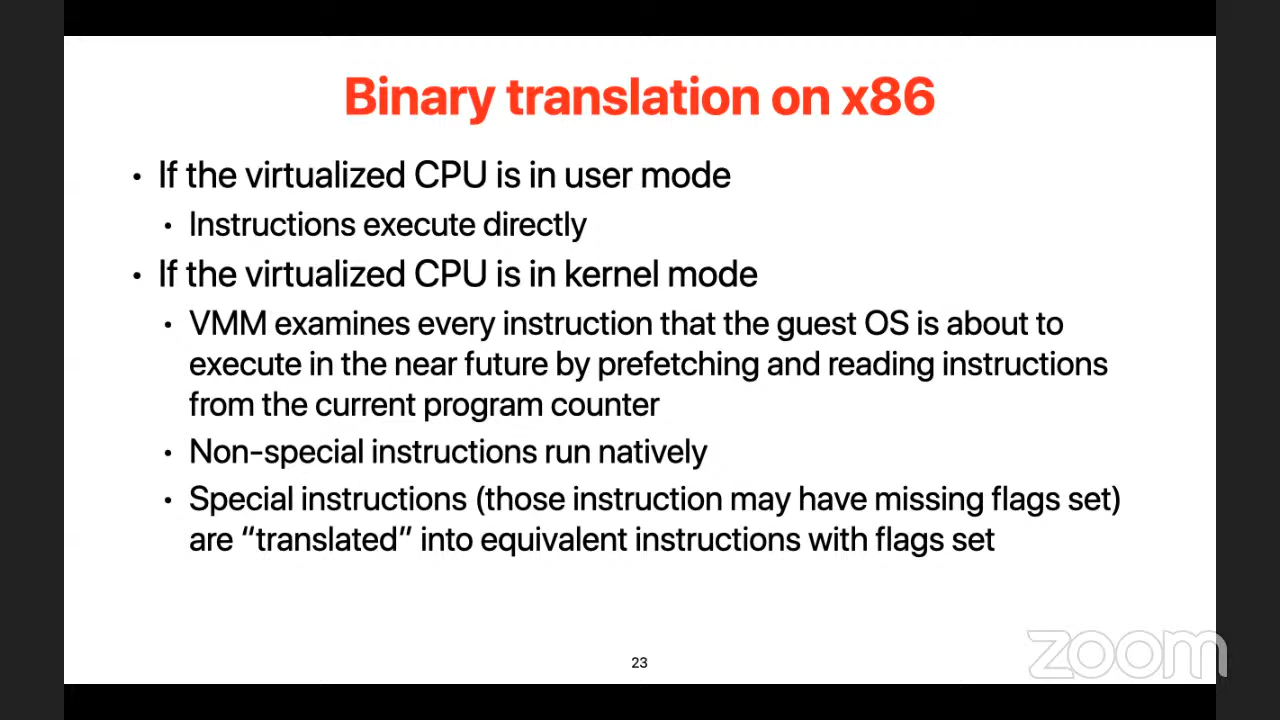 Binary translation on x86
• If the virtualized CPU is in user mode
• Instructions execute directly
• If the virtualized CPU is in kernel mode
• VMM examines every instruction that the guest OS is about to
execute in the near future by prefetching and reading instructions
from the current program counter
• Non-special instructions run natively
• Special instructions (those instruction may have missing flags set)
are “translated” into equivalent instructions with flags set
23
zoom